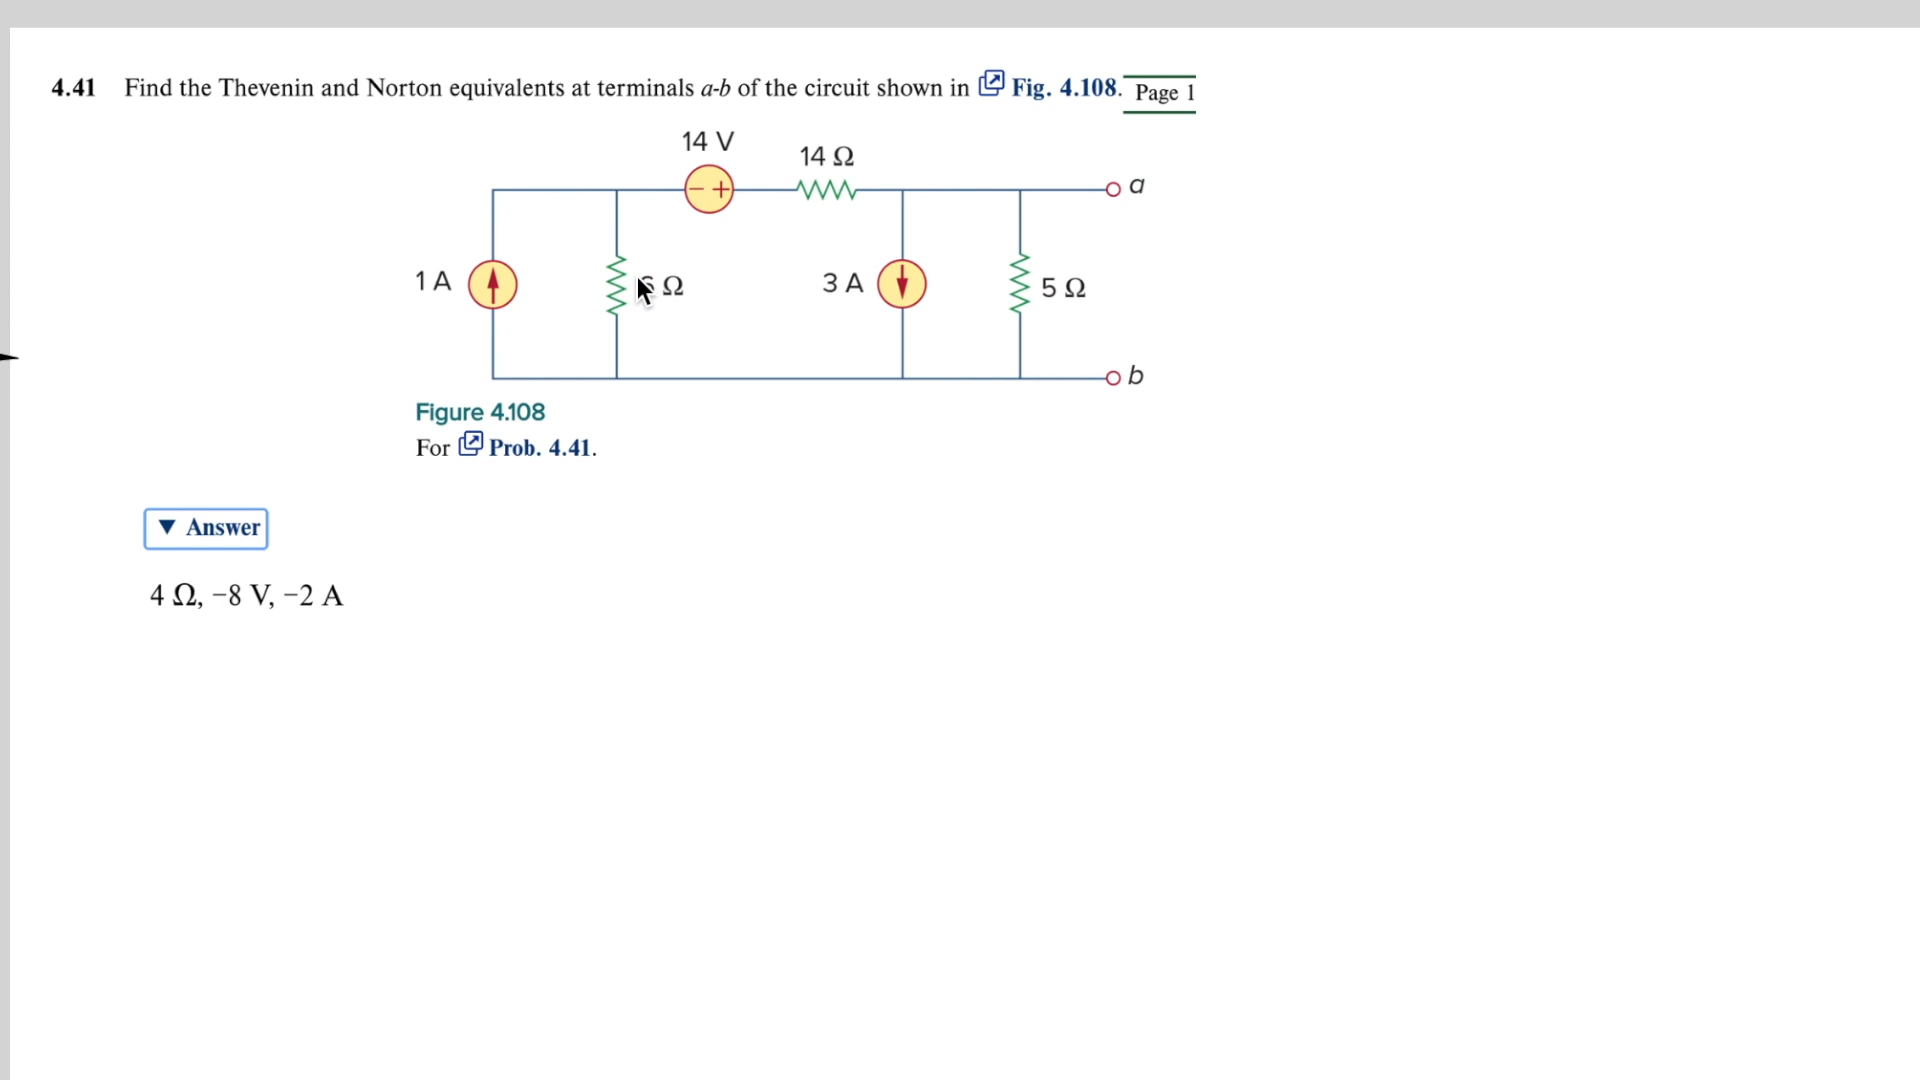 4.41 Find the Thevenin and Norton equivalents at terminals a-b of the circuit shown in Fig. 4.108. Page 1
14 V
14 Ω
− +
a
1 A
Ω
3 A
5 Ω
b
Figure 4.108
For Prob. 4.41.
▼ Answer
4 Ω, −8 V, −2 A